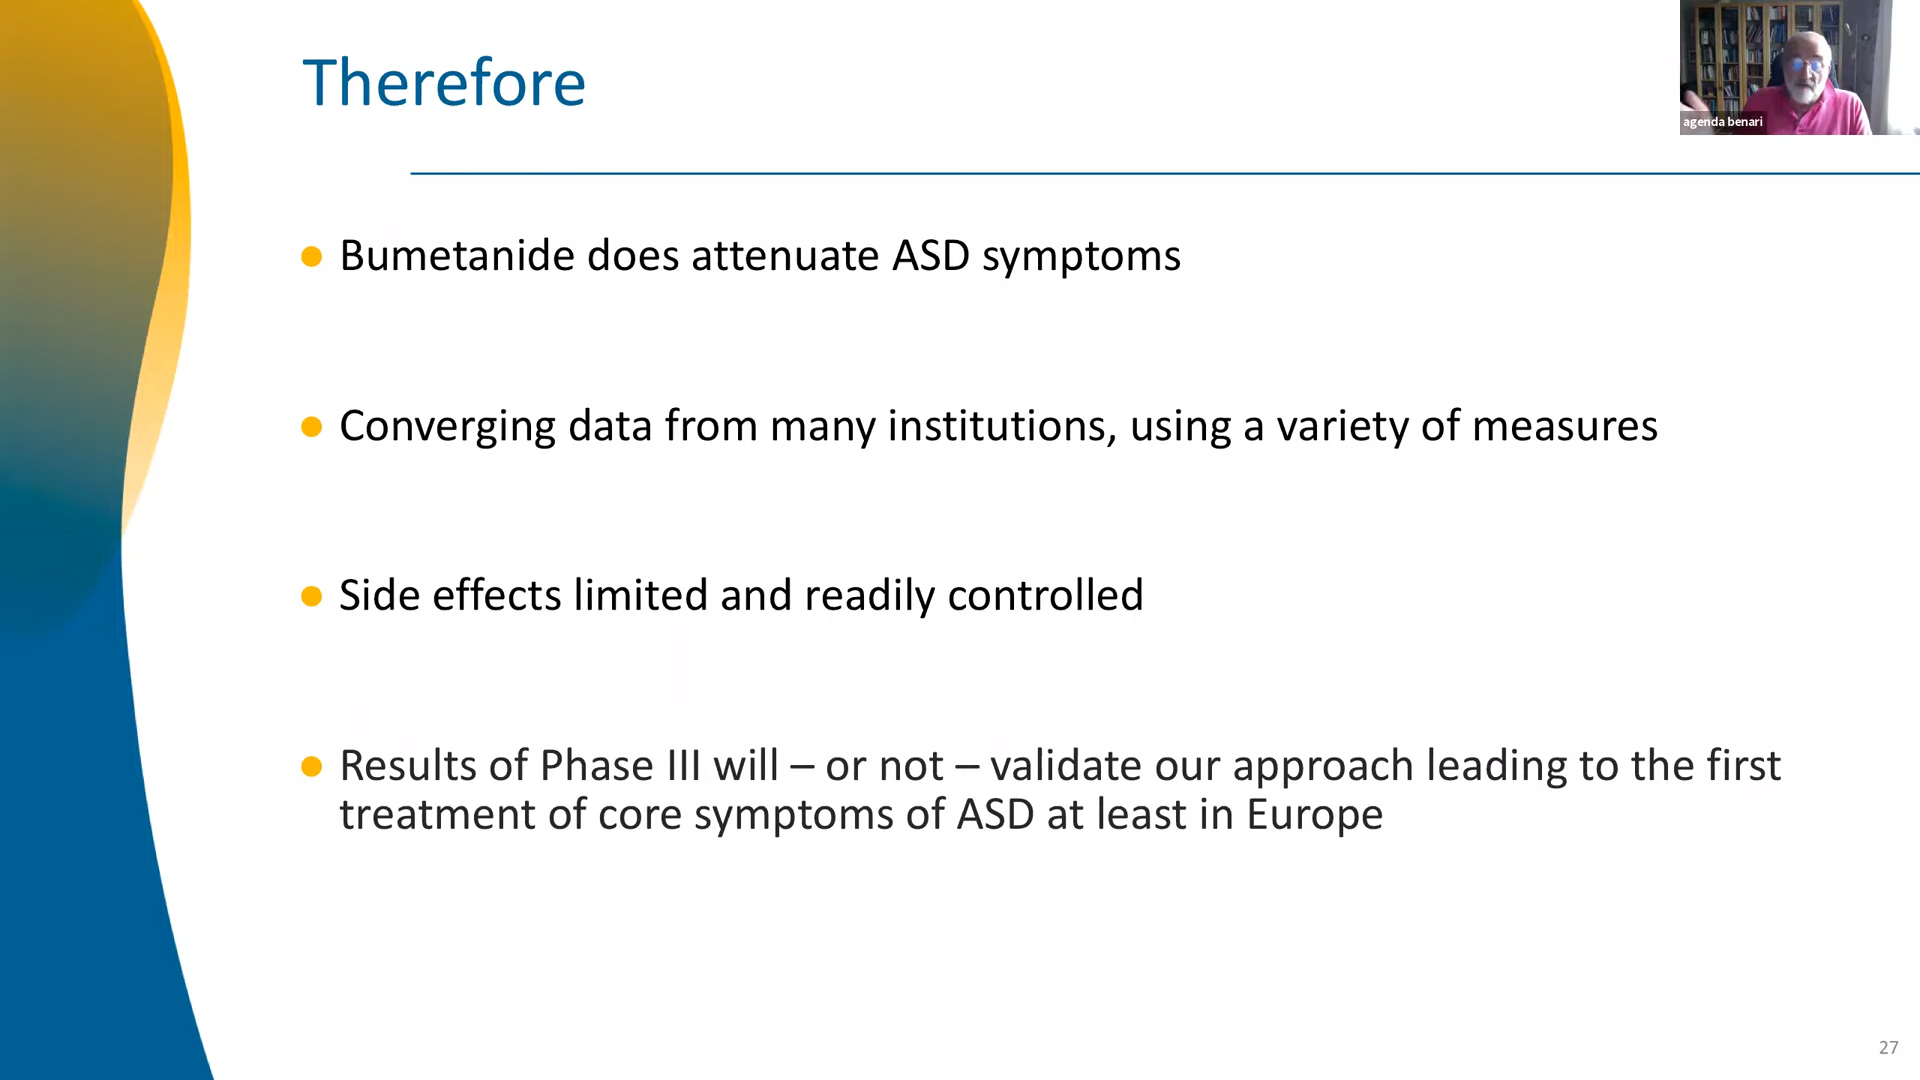 Therefore
agenda benari
Bumetanide does attenuate ASD symptoms
Converging data from many institutions, using a variety of measures
Side effects limited and readily controlled
Results of Phase III will – or not – validate our approach leading to the first
treatment of core symptoms of ASD at least in Europe
27